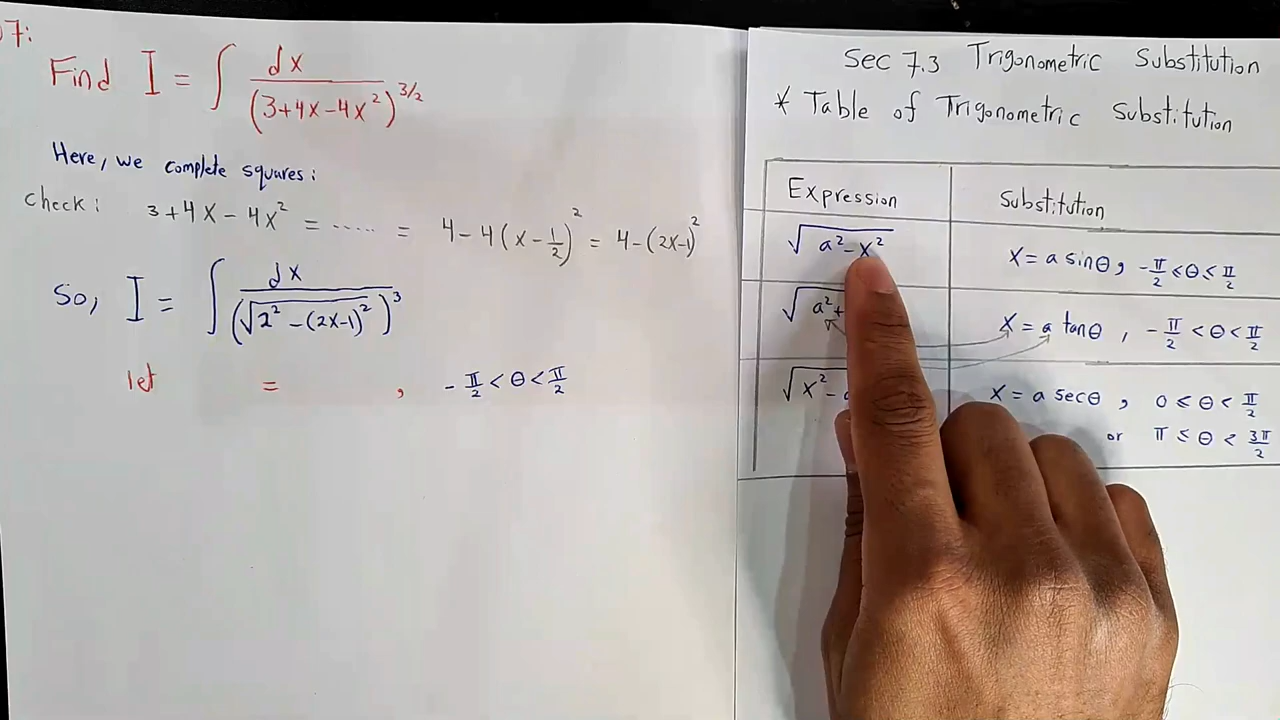 07:
Find I = ∫ dx / (3+4x-4x²)^3/2
Here, we complete squares:
check: 3+4x-4x² = ..... = 4-4(x-1/2)² = 4-(2x-1)²
So, I = ∫ dx / (√(2²-(2x-1)²))³
let = , -π/2 < θ < π/2
Sec 7.3 Trigonometric Substitution
* Table of Trigonometric Substitution
Expression Substitution
√(a²-x²) x = a sinθ, -π/2 ≤ θ ≤ π/2
√(a²+ x = a tanθ, -π/2 < θ < π/2
√(x²- x = a secθ, 0 ≤ θ < π/2
or π ≤ θ < 3π/2